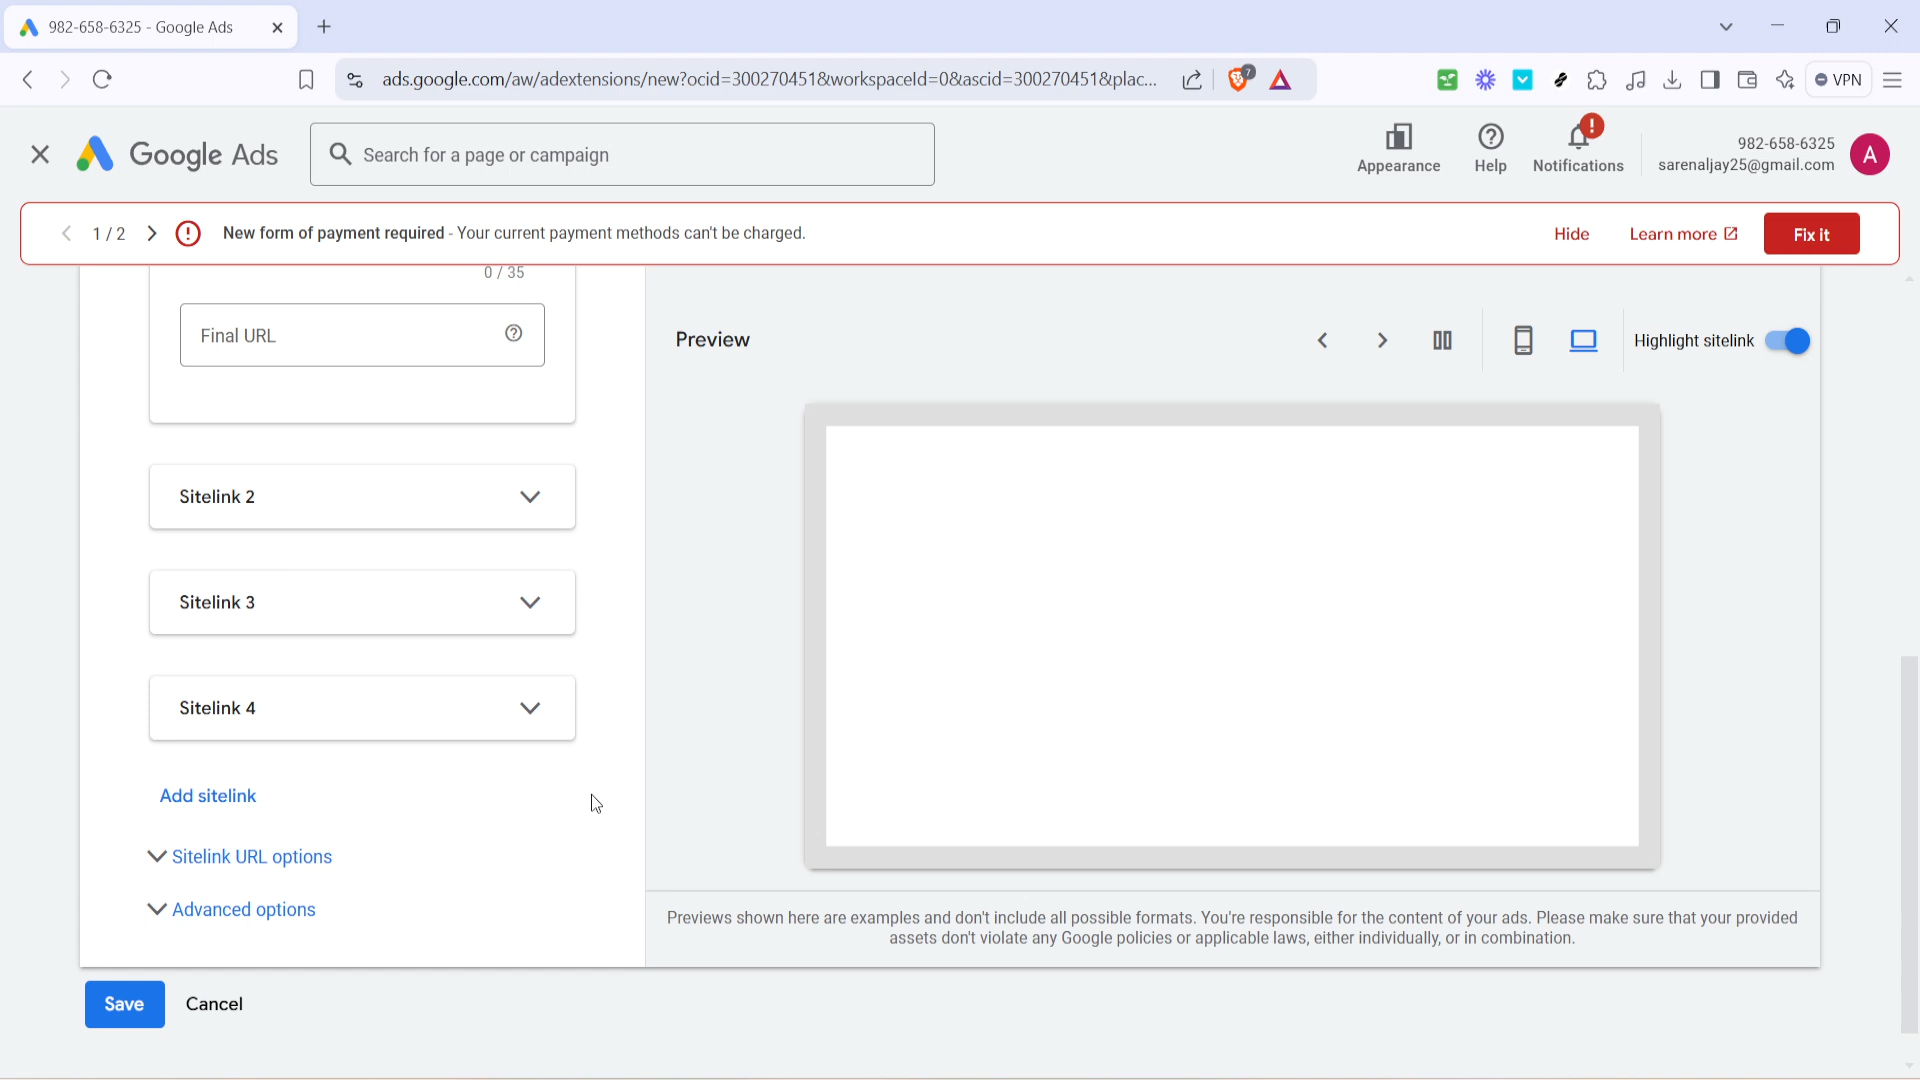 982-658-6325 - Google Ads
ads.google.com/aw/adextensions/new?ocid=300270451&workspaceId=0&ascid=300270451&plac...
7
VPN
Google Ads
Search for a page or campaign
Appearance
Help
!
Notifications
982-658-6325
sarenaljay25@gmail.com
A
1 / 2
New form of payment required - Your current payment methods can't be charged.
Hide
Learn more
Fix it
0 / 35
Final URL
Preview
Highlight sitelink
Sitelink 2
Sitelink 3
Sitelink 4
Add sitelink
Sitelink URL options
Advanced options
Previews shown here are examples and don't include all possible formats. You're responsible for the content of your ads. Please make sure that your provided
assets don't violate any Google policies or applicable laws, either individually, or in combination.
Save
Cancel